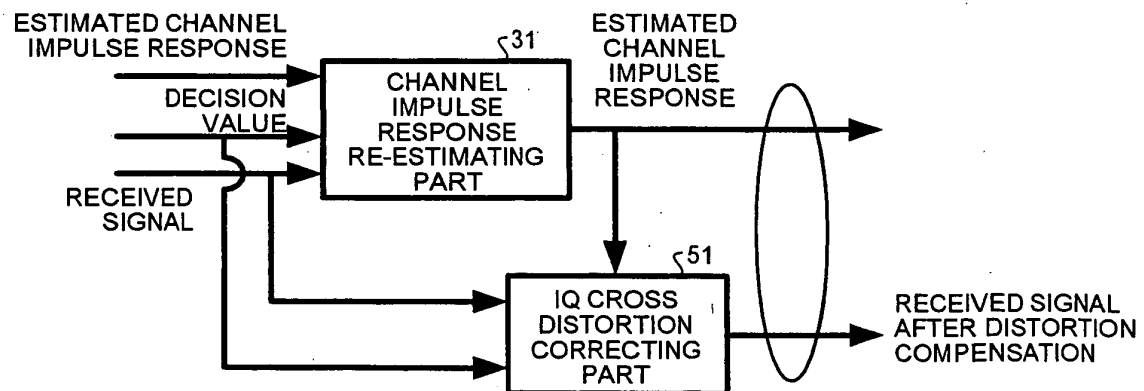 ESTIMATED CHANNEL
IMPULSE RESPONSE
DECISION
VALUE
RECEIVED
SIGNAL
31
CHANNEL
IMPULSE
RESPONSE
RE-ESTIMATING
PART
ESTIMATED
CHANNEL
IMPULSE
RESPONSE
51
IQ CROSS
DISTORTION
CORRECTING
PART
RECEIVED SIGNAL
AFTER DISTORTION
COMPENSATION